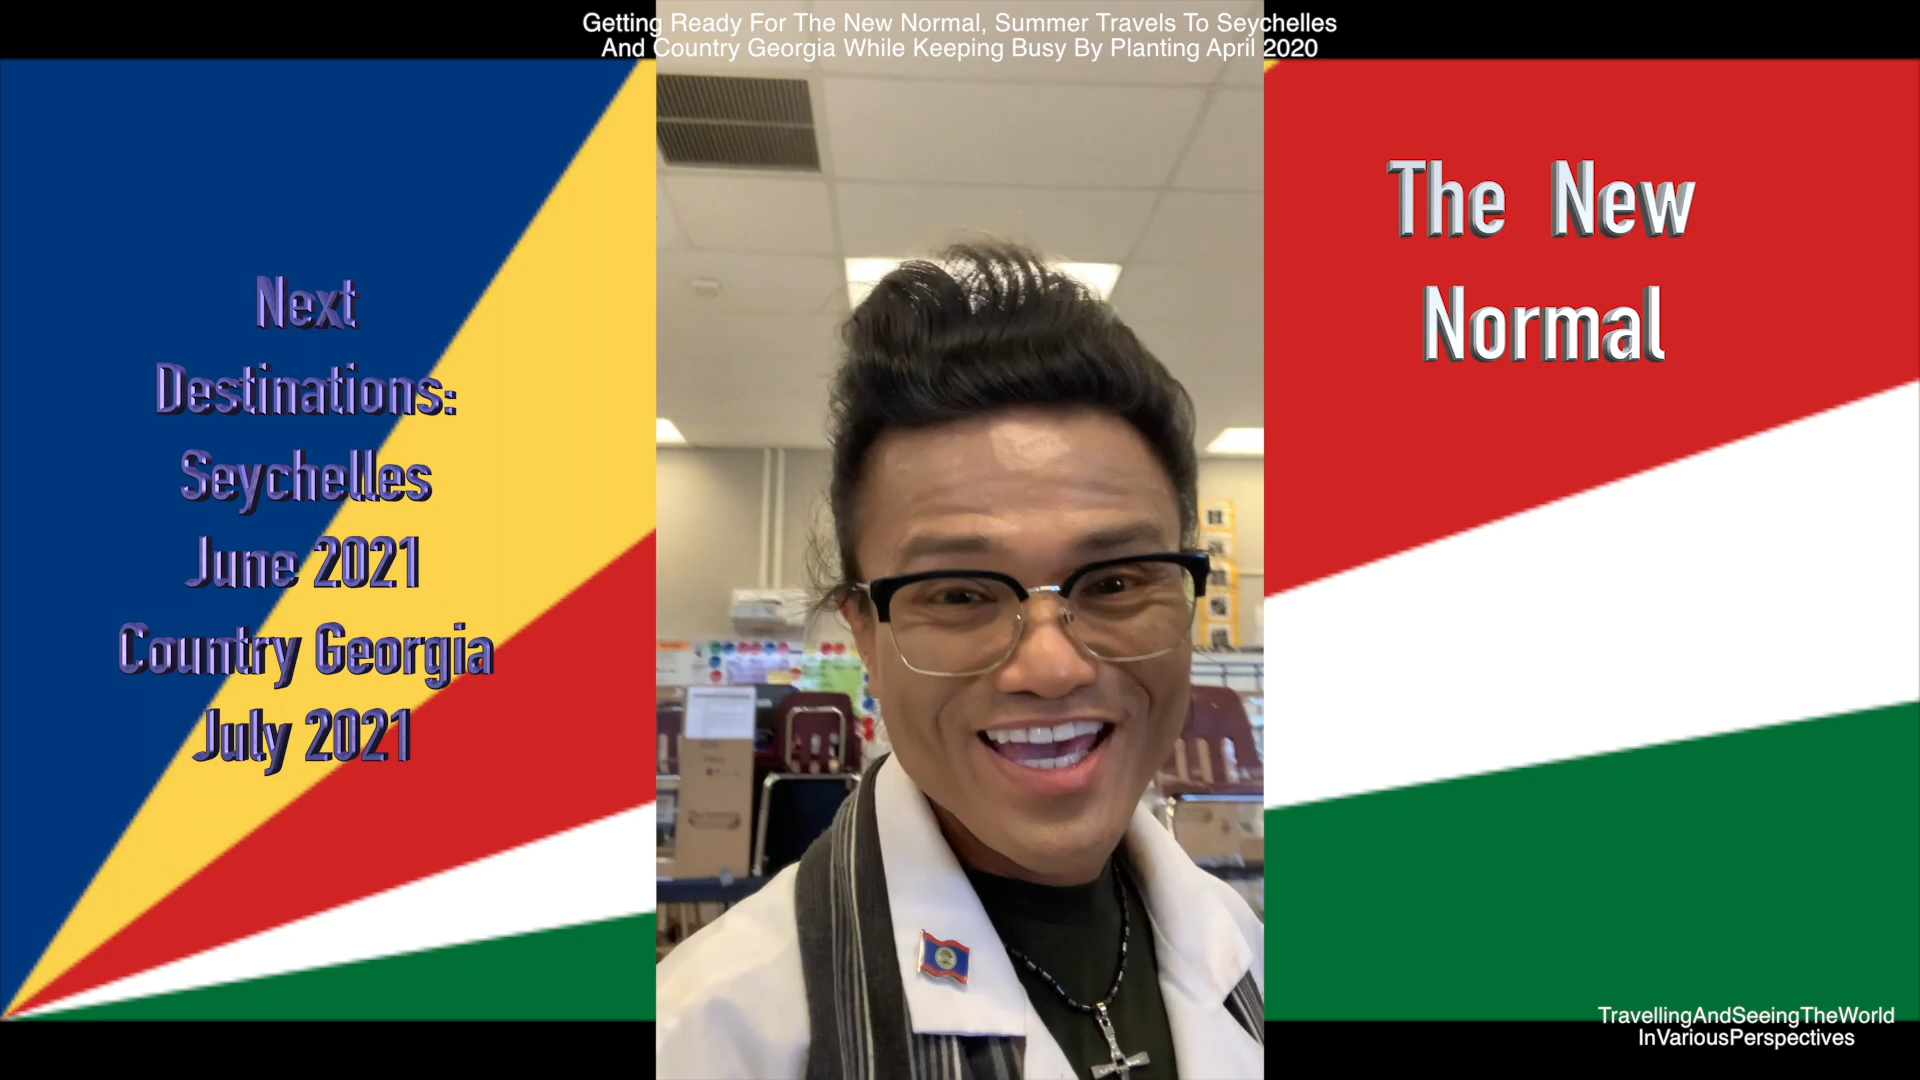 Getting Ready For The New Normal, Summer Travels To Seychelles
And Country Georgia While Keeping Busy By Planting April 2020
Next
Destinations:
Seychelles
June 2021
Country Georgia
July 2021
The New
Normal
TravellingAndSeeingTheWorld
InVariousPerspectives